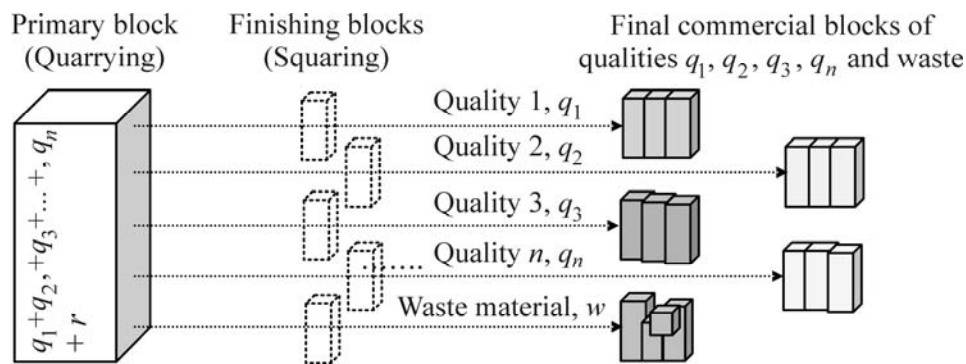 Primary block
(Quarrying)
Finishing blocks
(Squaring)
Final commercial blocks of
qualities q₁, q₂, q₃, qₙ and waste
q₁+q₂,+q₃+...+, qₙ
+ r
Quality 1, q₁
Quality 2, q₂
Quality 3, q₃
Quality n, qₙ
Waste material, w